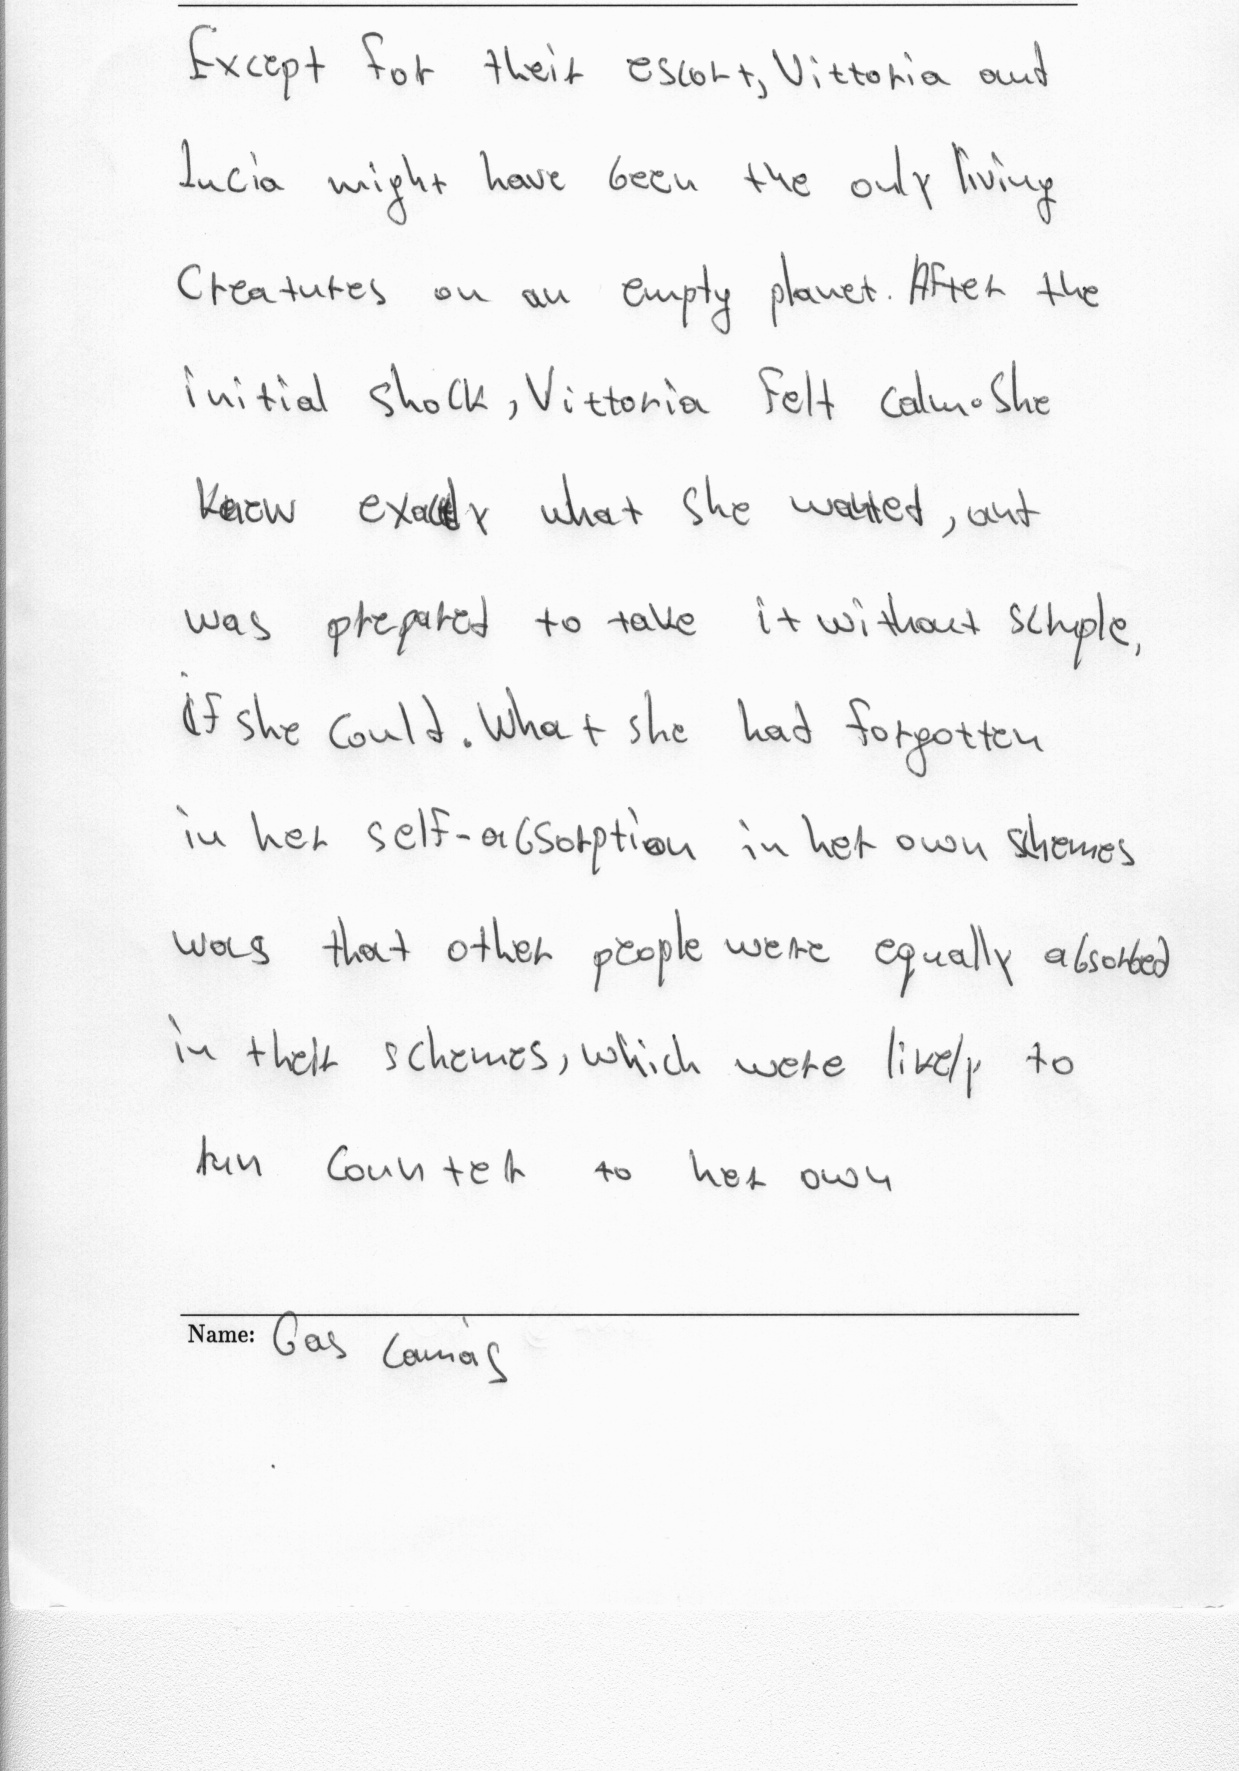 Except for their escort, Vittoria and
Lucia might have been the only living
Creatures on an empty planet. After the
initial shock, Vittoria felt calm. She
knew exactly what she wanted, and
was prepared to take it without scruple,
if she could. What she had forgotten
in her self-absorption in her own schemes
was that other people were equally absorbed
in their schemes, which were likely to
run counter to her own
Name: